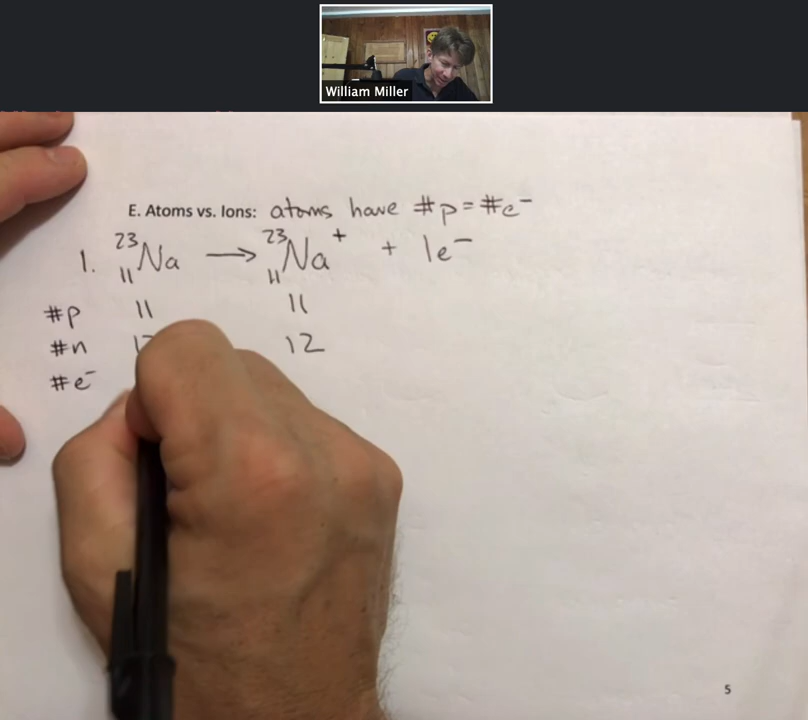 William Miller
E. Atoms vs. Ions: atoms have #p = #e⁻
1. ²³₁₁Na → ²³₁₁Na⁺ + 1e⁻
#p 11 11
#n 12
#e⁻
5